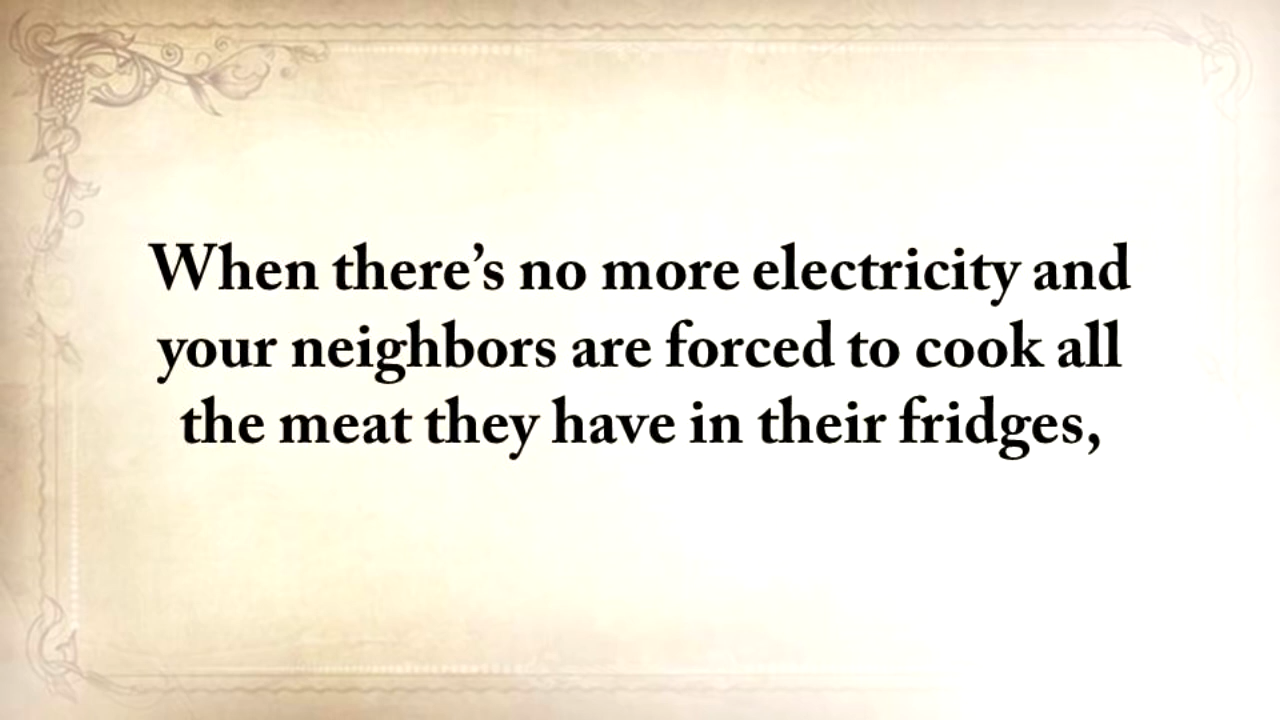 When there’s no more electricity and
your neighbors are forced to cook all
the meat they have in their fridges,